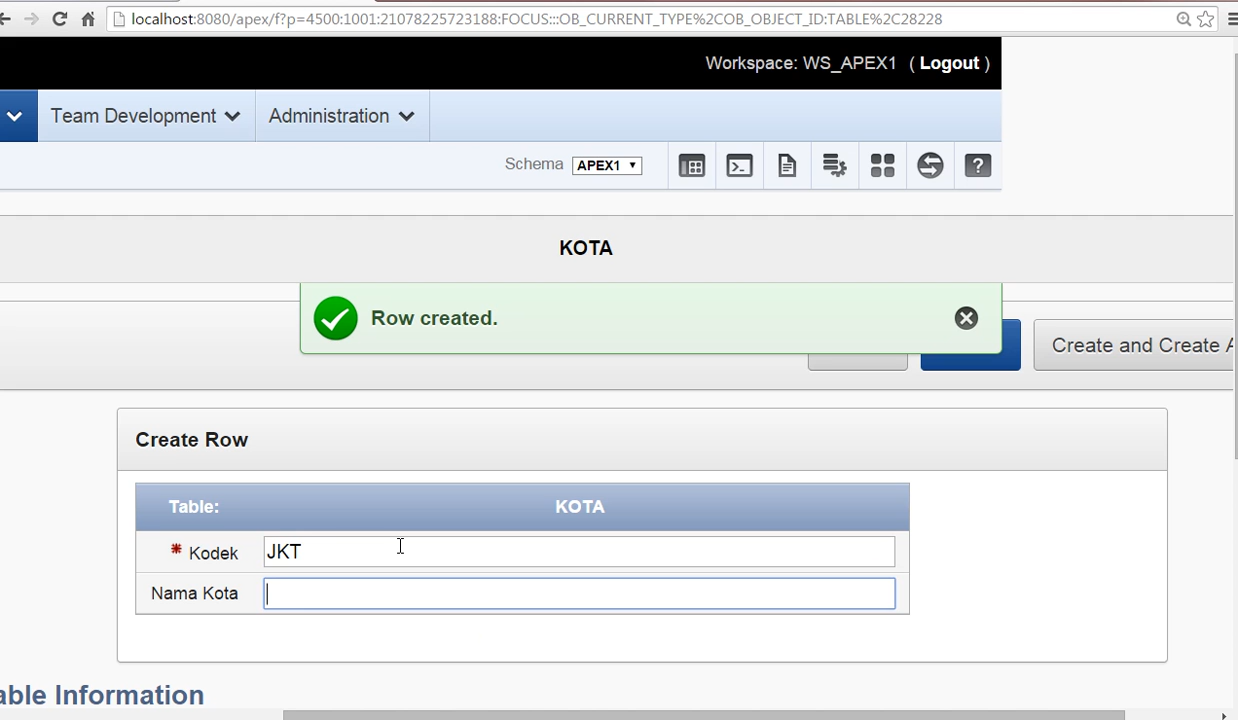 localhost:8080/apex/f?p=4500:1001:21078225723188:FOCUS:::OB_CURRENT_TYPE%2COB_OBJECT_ID:TABLE%2C28228
Workspace: WS_APEX1 ( Logout )
Team Development Administration
Schema APEX1 ?
KOTA
Row created.
Create and Create A
Create Row
Table: KOTA
* Kodek JKT
Nama Kota
able Information